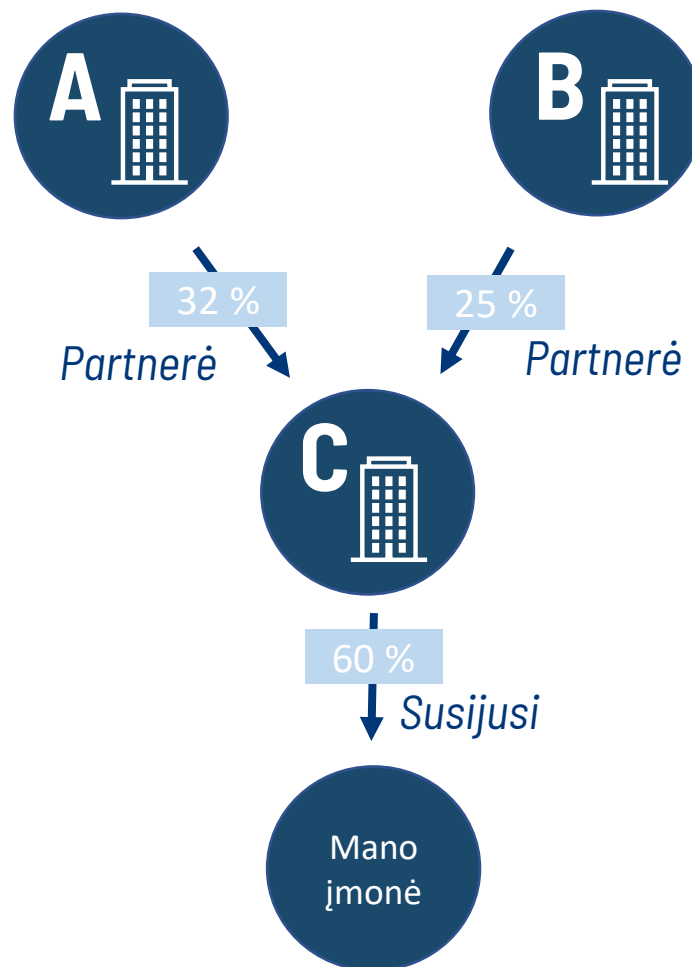 A
B
32 %
25 %
Partnerė
Partnerė
C
60 %
Susijusi
Mano
įmonė